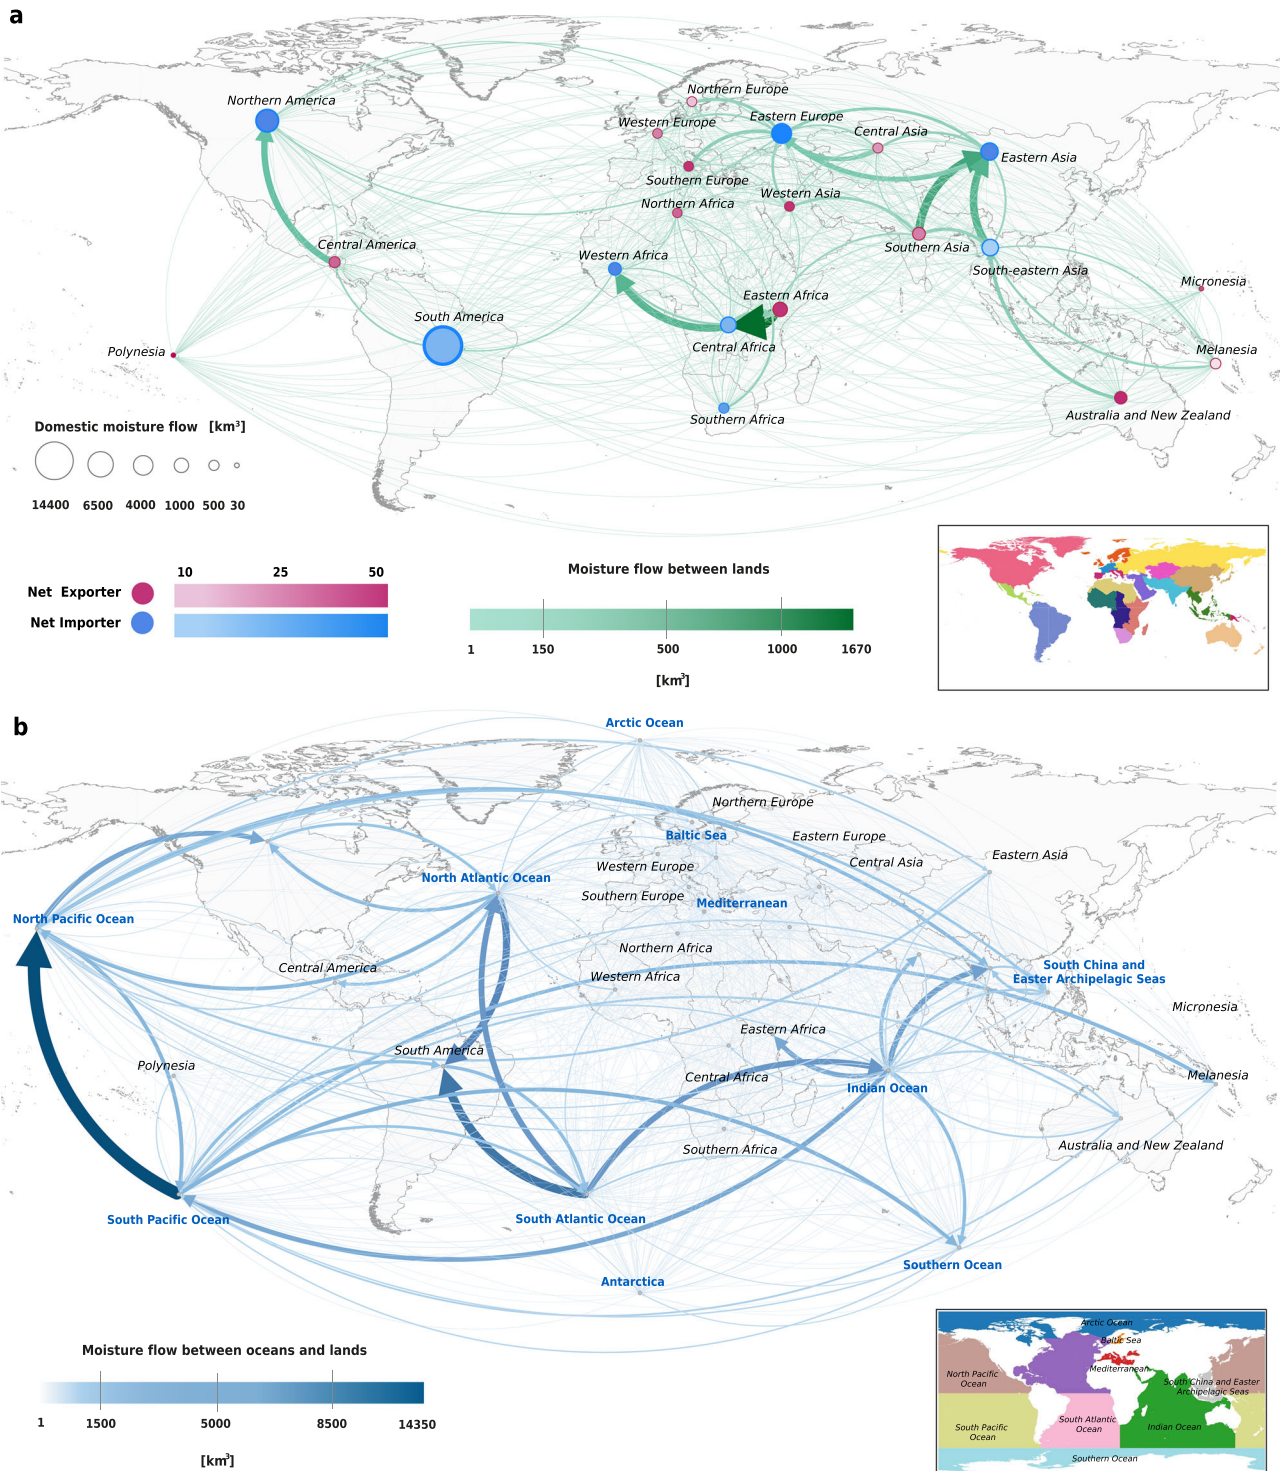 a
Northern America
Northern Europe
Western Europe
Eastern Europe
Central Asia
Eastern Asia
Southern Europe
Western Asia
Northern Africa
Southern Asia
Central America
Western Africa
South-eastern Asia
Micronesia
Eastern Africa
South America
Central Africa
Polynesia
Melanesia
Southern Africa
Australia and New Zealand
Domestic moisture flow [km³]
14400 6500 4000 1000 500 30
10 25 50
Net Exporter
Net Importer
Moisture flow between lands
1 150 500 1000 1670
[km³]
b
Arctic Ocean
Northern Europe
Baltic Sea
Eastern Europe
Western Europe
Central Asia
Eastern Asia
North Atlantic Ocean
Southern Europe
Mediterranean
North Pacific Ocean
Northern Africa
Central America
Western Africa
South China and
Easter Archipelagic Seas
Micronesia
Eastern Africa
South America
Polynesia
Central Africa
Indian Ocean
Melanesia
Southern Africa
Australia and New Zealand
South Pacific Ocean
South Atlantic Ocean
Southern Ocean
Antarctica
Moisture flow between oceans and lands
1 1500 5000 8500 14350
[km³]
Arctic Ocean
Baltic Sea
Mediterranean
North Pacific
Ocean
South China and Easter
Archipelagic Seas
South Pacific
Ocean
South Atlantic
Ocean
Indian Ocean
Southern Ocean